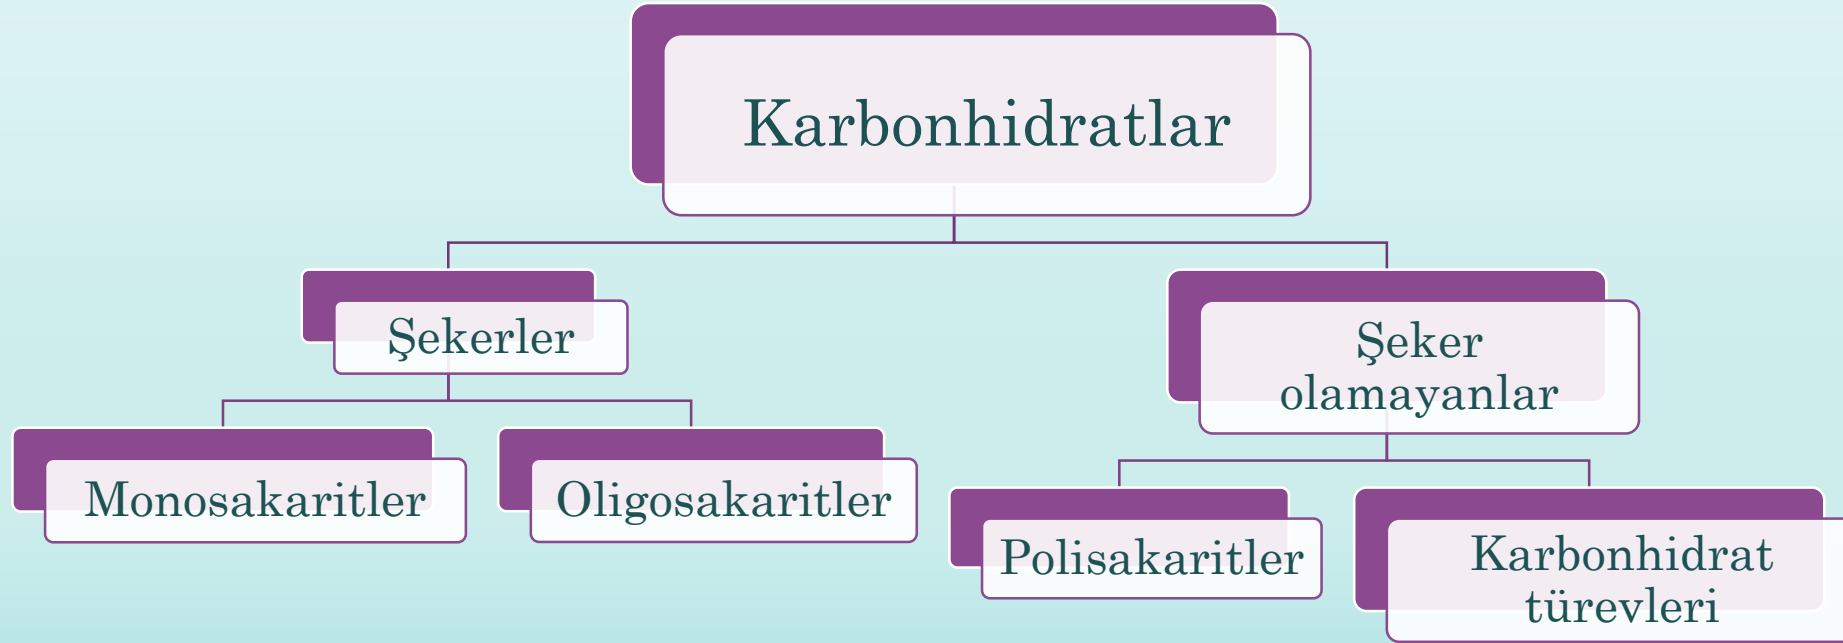 Karbonhidratlar
Şekerler
Şeker
olamayanlar
Monosakaritler
Oligosakaritler
Polisakaritler
Karbonhidrat
türevleri